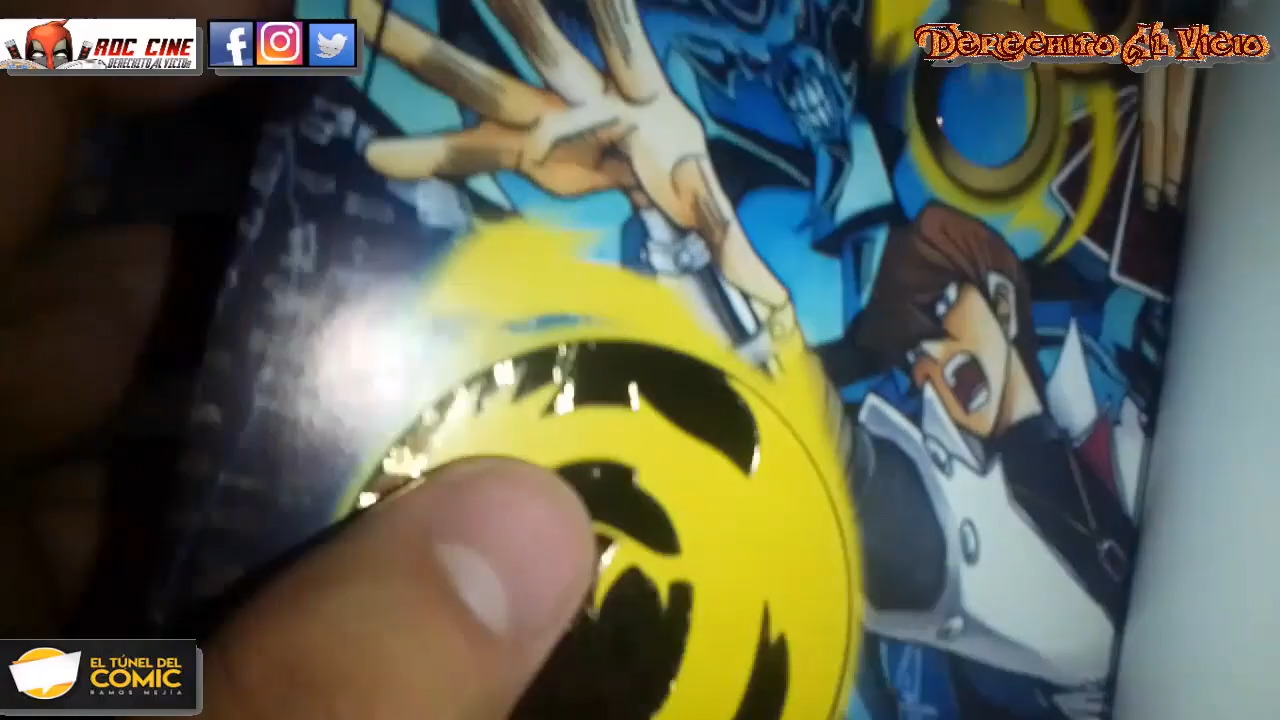 ROC CINE
DERECHITO AL VICIO
f
Derechito Al Vicio
EL TÚNEL DEL
COMIC
RAMOS MEJÍA